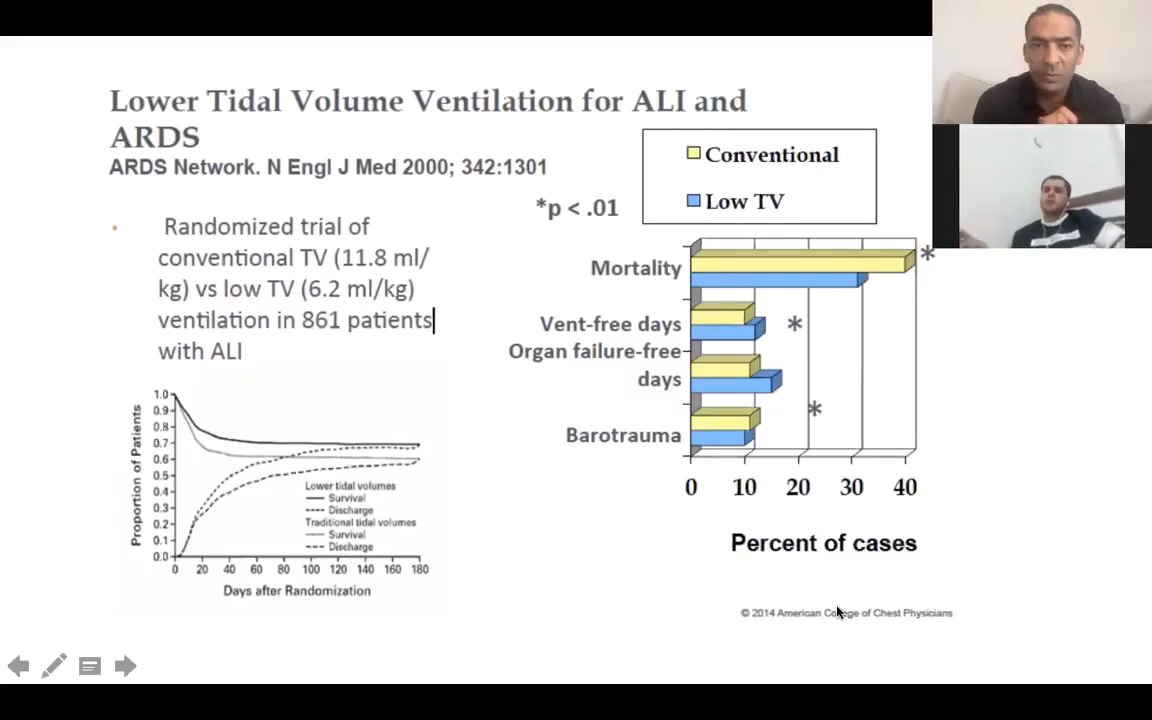 Lower Tidal Volume Ventilation for ALI and
ARDS
ARDS Network. N Engl J Med 2000; 342:1301
*p < .01
Conventional
Low TV
• Randomized trial of
conventional TV (11.8 ml/
kg) vs low TV (6.2 ml/kg)
ventilation in 861 patients
with ALI
Mortality
*
Vent-free days
*
Organ failure-free
days
*
Barotrauma
0 10 20 30 40
Percent of cases
Proportion of Patients
1.0
0.9
0.8
0.7
0.6
0.5
0.4
0.3
0.2
0.1
0.0
Lower tidal volumes
Survival
Discharge
Traditional tidal volumes
Survival
Discharge
0 20 40 60 80 100 120 140 160 180
Days after Randomization
© 2014 American College of Chest Physicians